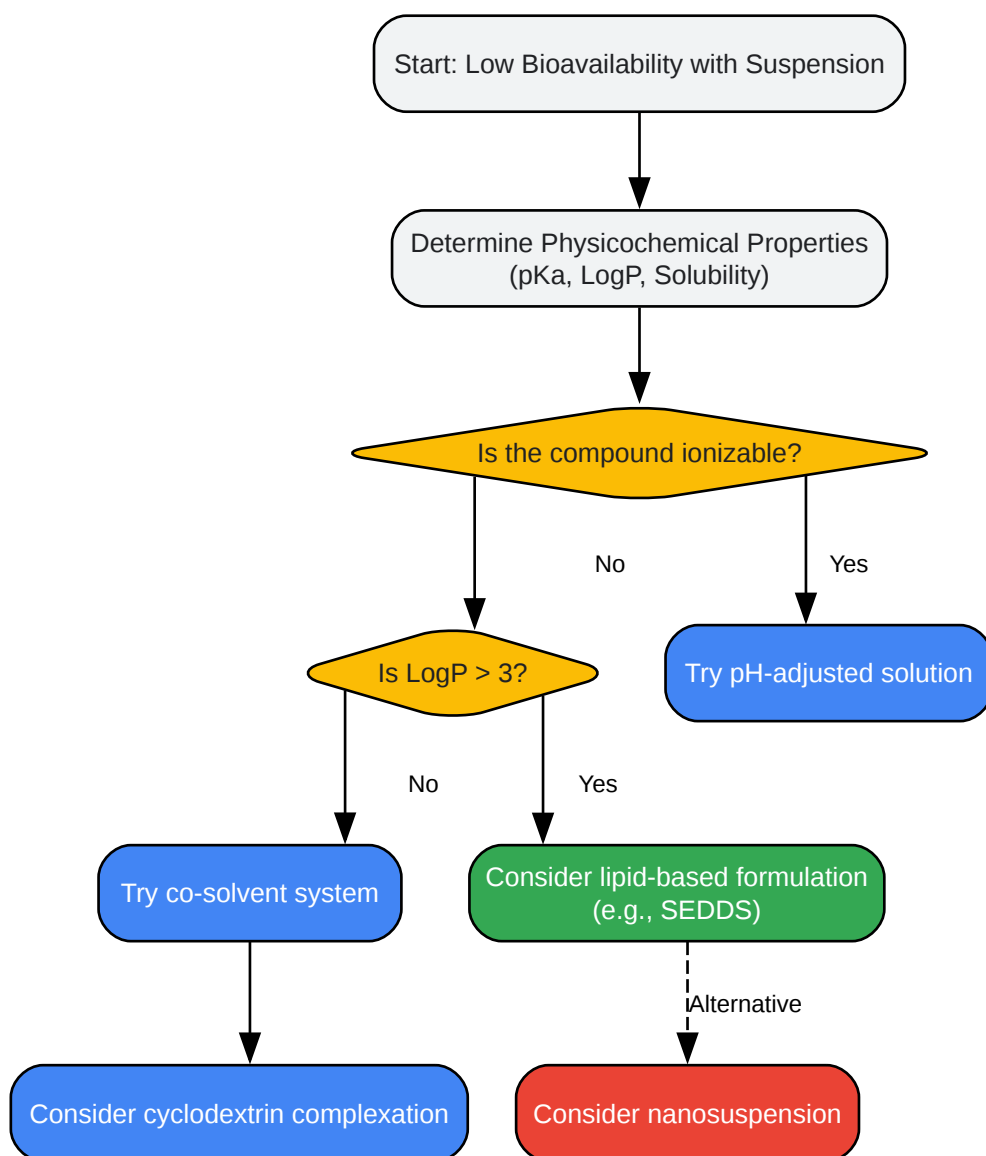 Start: Low Bioavailability with Suspension
Determine Physicochemical Properties
(pKa, LogP, Solubility)
Is the compound ionizable?
No
Yes
Is LogP > 3?
Try pH-adjusted solution
No
Yes
Try co-solvent system
Consider lipid-based formulation
(e.g., SEDDS)
Alternative
Consider cyclodextrin complexation
Consider nanosuspension